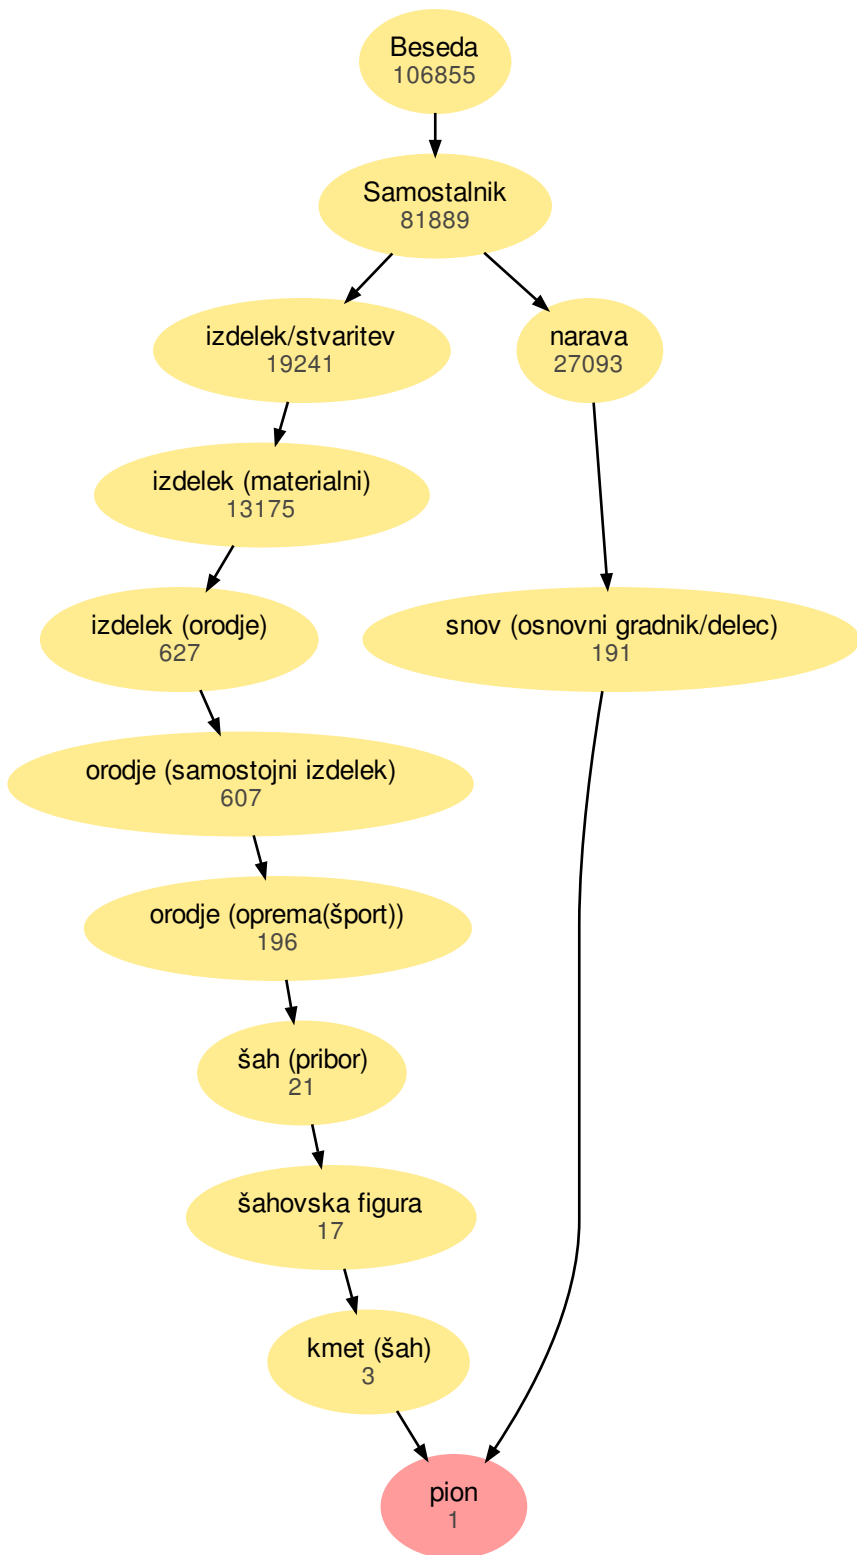 Beseda
106855
Samostalnik
81889
izdelek/stvaritev
19241
narava
27093
izdelek (materialni)
13175
izdelek (orodje)
627
snov (osnovni gradnik/delec)
191
orodje (samostojni izdelek)
607
orodje (oprema(šport))
196
šah (pribor)
21
šahovska figura
17
kmet (šah)
3
pion
1